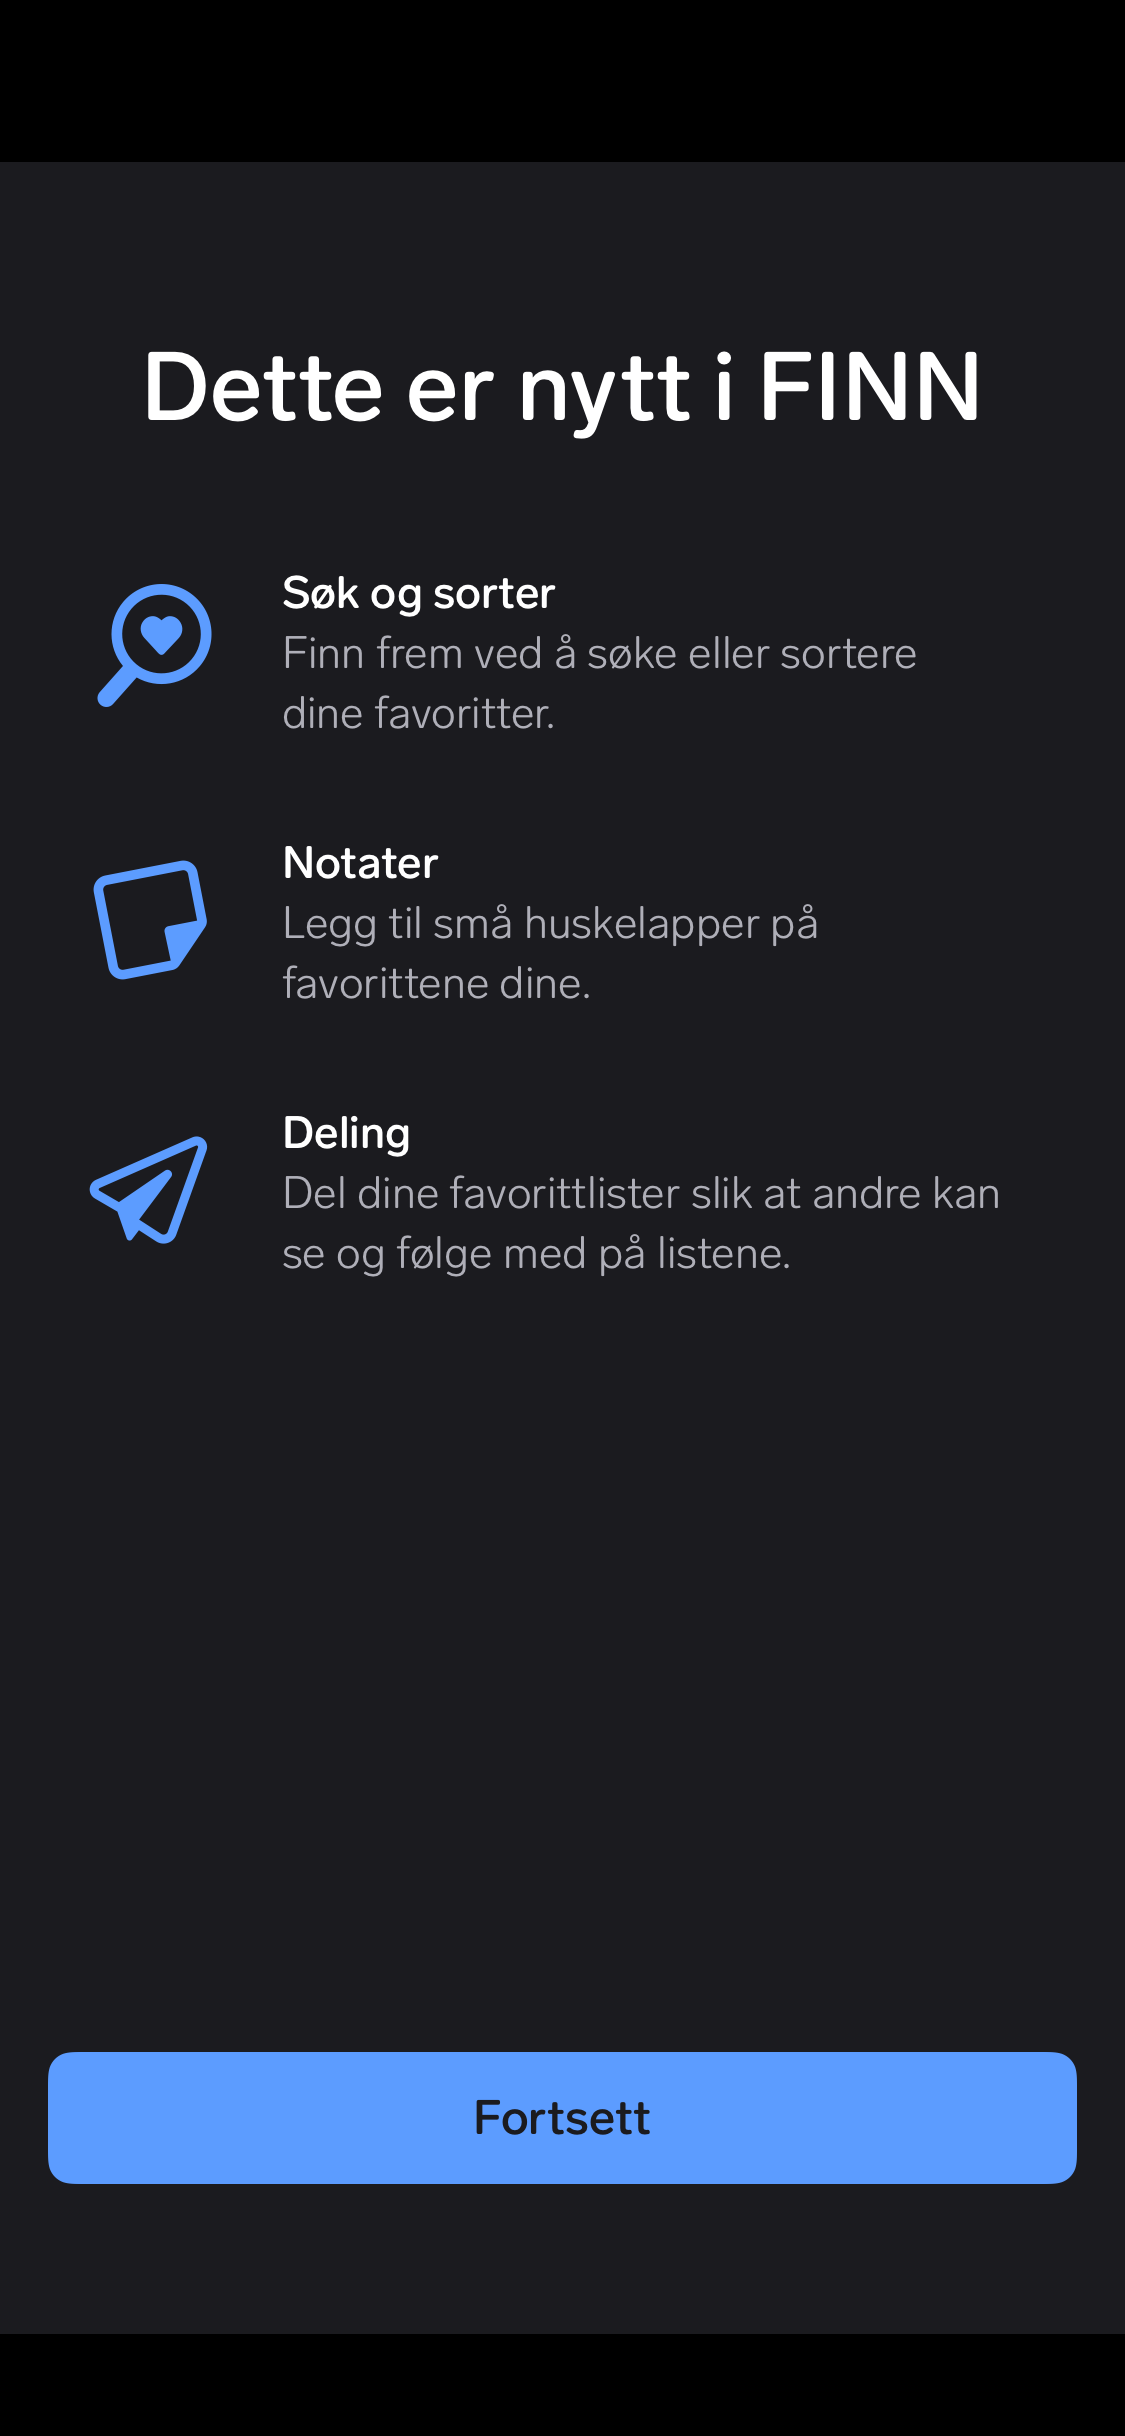 Dette er nytt i FINN
Søk og sorter
Finn frem ved å søke eller sortere
dine favoritter.
Notater
Legg til små huskelapper på
favorittene dine.
Deling
Del dine favorittlister slik at andre kan
se og følge med på listene.
Fortsett